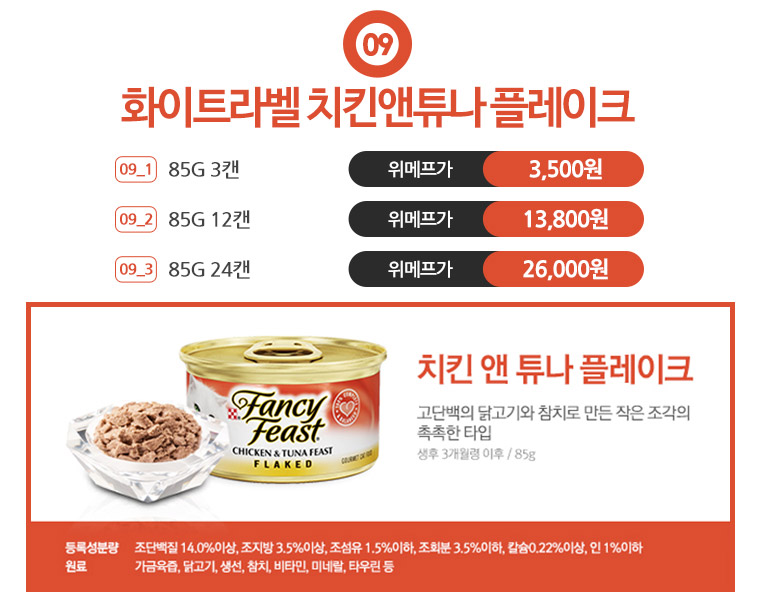 09
화이트라벨 치킨앤튜나 플레이크
09_1 85G 3캔 위메프가 3,500원
09_2 85G 12캔 위메프가 13,800원
09_3 85G 24캔 위메프가 26,000원
치킨 앤 튜나 플레이크
고단백의 닭고기와 참치로 만든 작은 조각의
촉촉한 타입
생후 3개월령 이후 / 85g
Fancy
Feast
CHICKEN & TUNA FEAST
FLAKED
GOURMET CAT FOOD
등록성분량 조단백질 14.0%이상, 조지방 3.5%이상, 조섬유 1.5%이하, 조회분 3.5%이하, 칼슘0.22%이상, 인 1%이하
원료 가금육즙, 닭고기, 생선, 참치, 비타민, 미네랄, 타우린 등